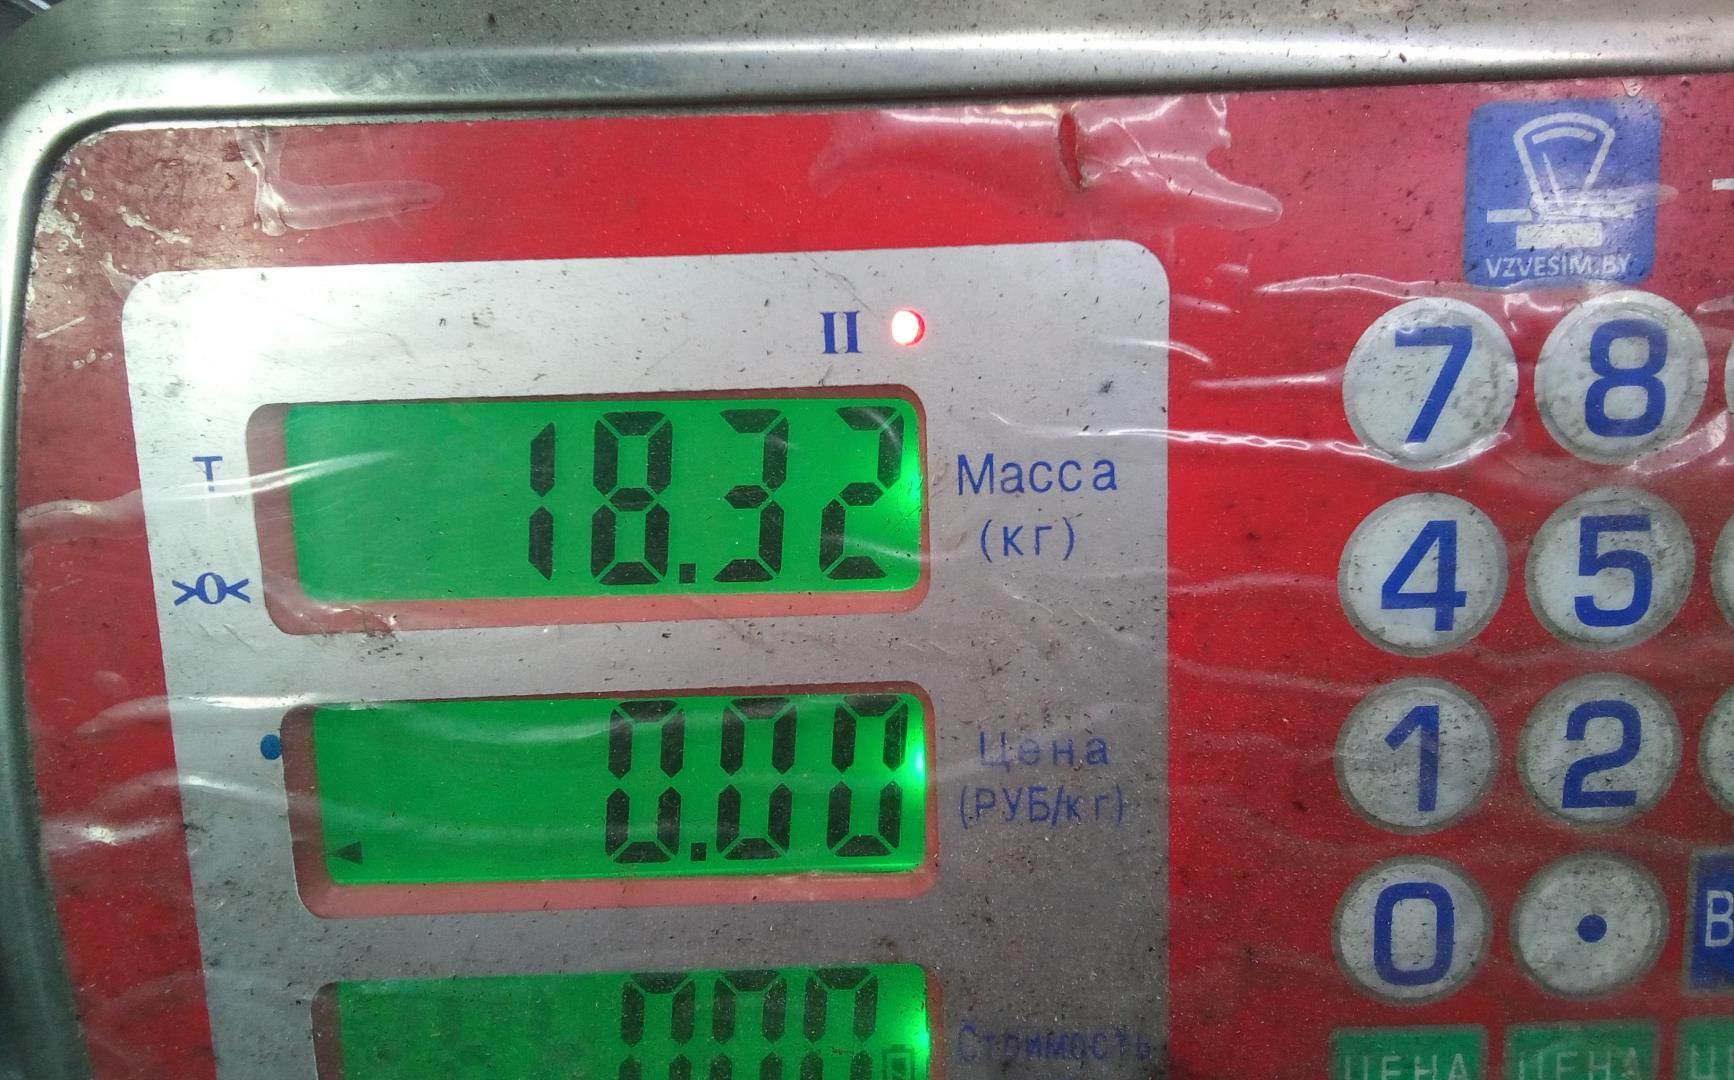 VZVESIM.BY
II
7 8
Т
18.32
Масса
(кг)
4 5
>0<
0.00
Цена
(РУБ/кг)
1 2
0 •
В
Стоимость
ЦЕНА ЦЕНА